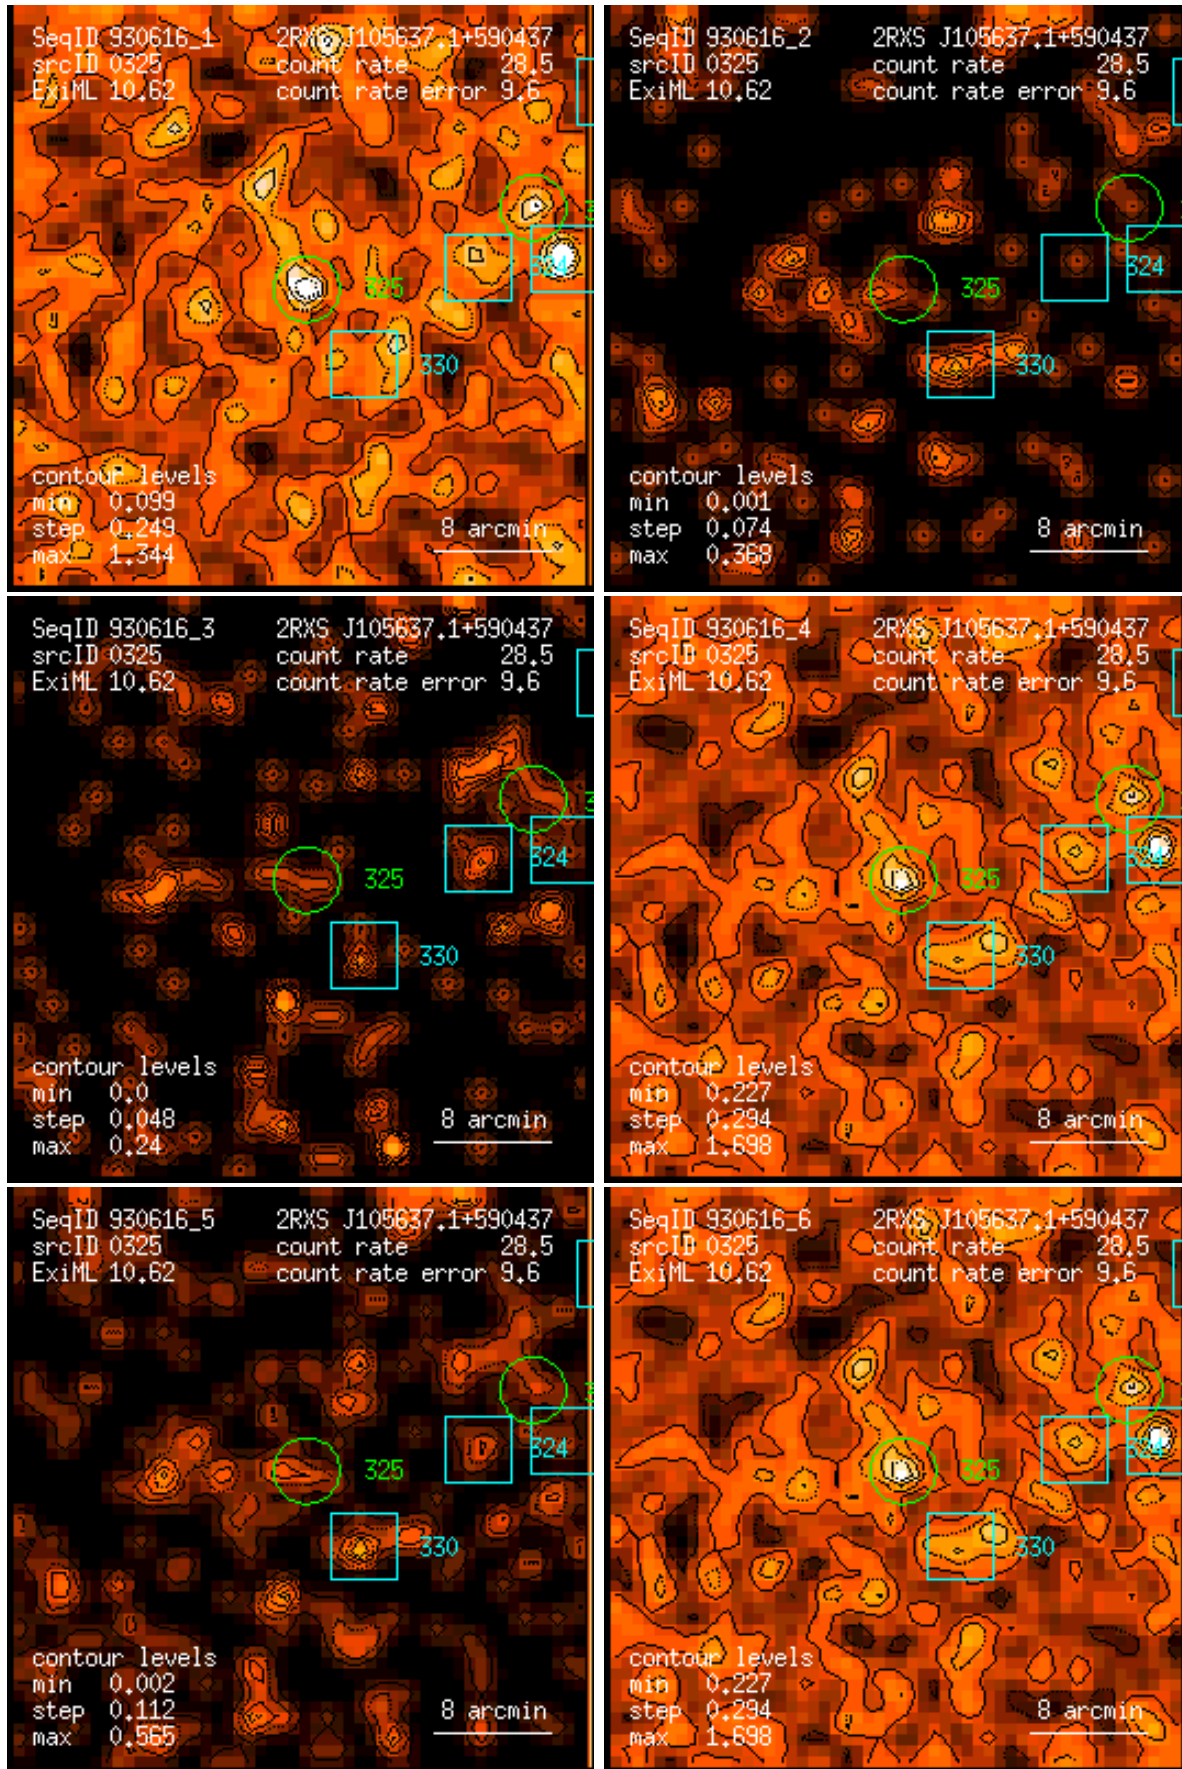 SeqID 930616_1 2RXS J105637.1+590437
srcID 0325 count rate 28.5
ExiML 10.62 count rate error 9.6
324
325
330
contour levels
min 0.099
step 0.249 8 arcmin
max 1.344
SeqID 930616_2 2RXS J105637.1+590437
srcID 0325 count rate 28.5
ExiML 10.62 count rate error 9.6
324
325
330
contour levels
min 0.001
step 0.074 8 arcmin
max 0.368
SeqID 930616_3 2RXS J105637.1+590437
srcID 0325 count rate 28.5
ExiML 10.62 count rate error 9.6
324
325
330
contour levels
min 0.0
step 0.048 8 arcmin
max 0.24
SeqID 930616_4 2RXS J105637.1+590437
srcID 0325 count rate 28.5
ExiML 10.62 count rate error 9.6
324
325
330
contour levels
min 0.227
step 0.294 8 arcmin
max 1.698
SeqID 930616_5 2RXS J105637.1+590437
srcID 0325 count rate 28.5
ExiML 10.62 count rate error 9.6
324
325
330
contour levels
min 0.002
step 0.112 8 arcmin
max 0.565
SeqID 930616_6 2RXS J105637.1+590437
srcID 0325 count rate 28.5
ExiML 10.62 count rate error 9.6
324
325
330
contour levels
min 0.227
step 0.294 8 arcmin
max 1.698